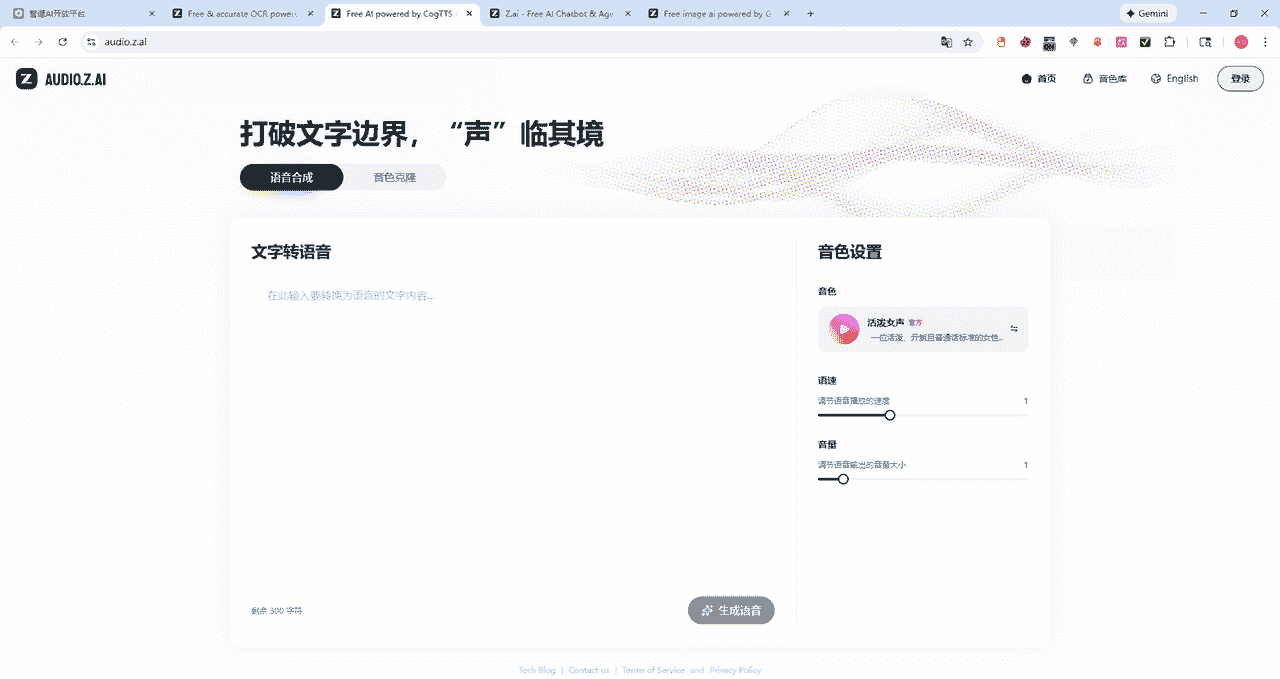 智谱AI开放平台
Free & accurate OCR powere
Free AI powered by CogTTS
Z.ai - Free AI Chatbot & Age
Free image ai powered by G
Gemini
audio.z.ai
AUDIO.Z.AI
首页
音色库
English
登录
打破文字边界，“声”临其境
语音合成
音色克隆
文字转语音
在此输入要转换为语音的文字内容...
剩余 300 字符
生成语音
音色设置
音色
活泼女声 官方
一位活泼、开朗且普通话标准的女性...
语速
调节语音播放的速度 1
音量
调节语音输出的音量大小 1
Tech Blog | Contact us | Terms of Service and Privacy Policy